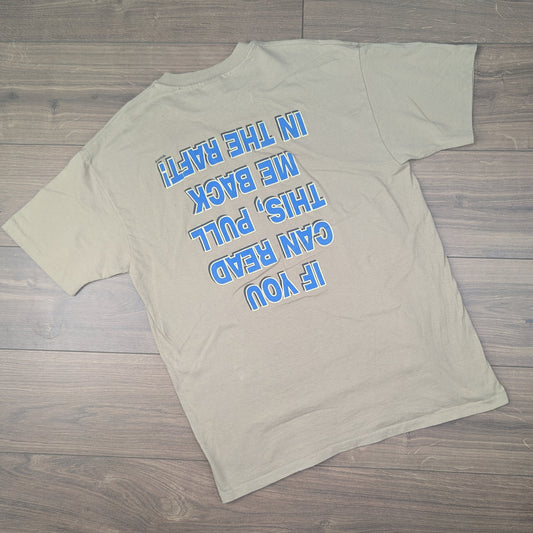 IF YOU
CAN READ
THIS, PULL
ME BACK
IN THE RAFT!